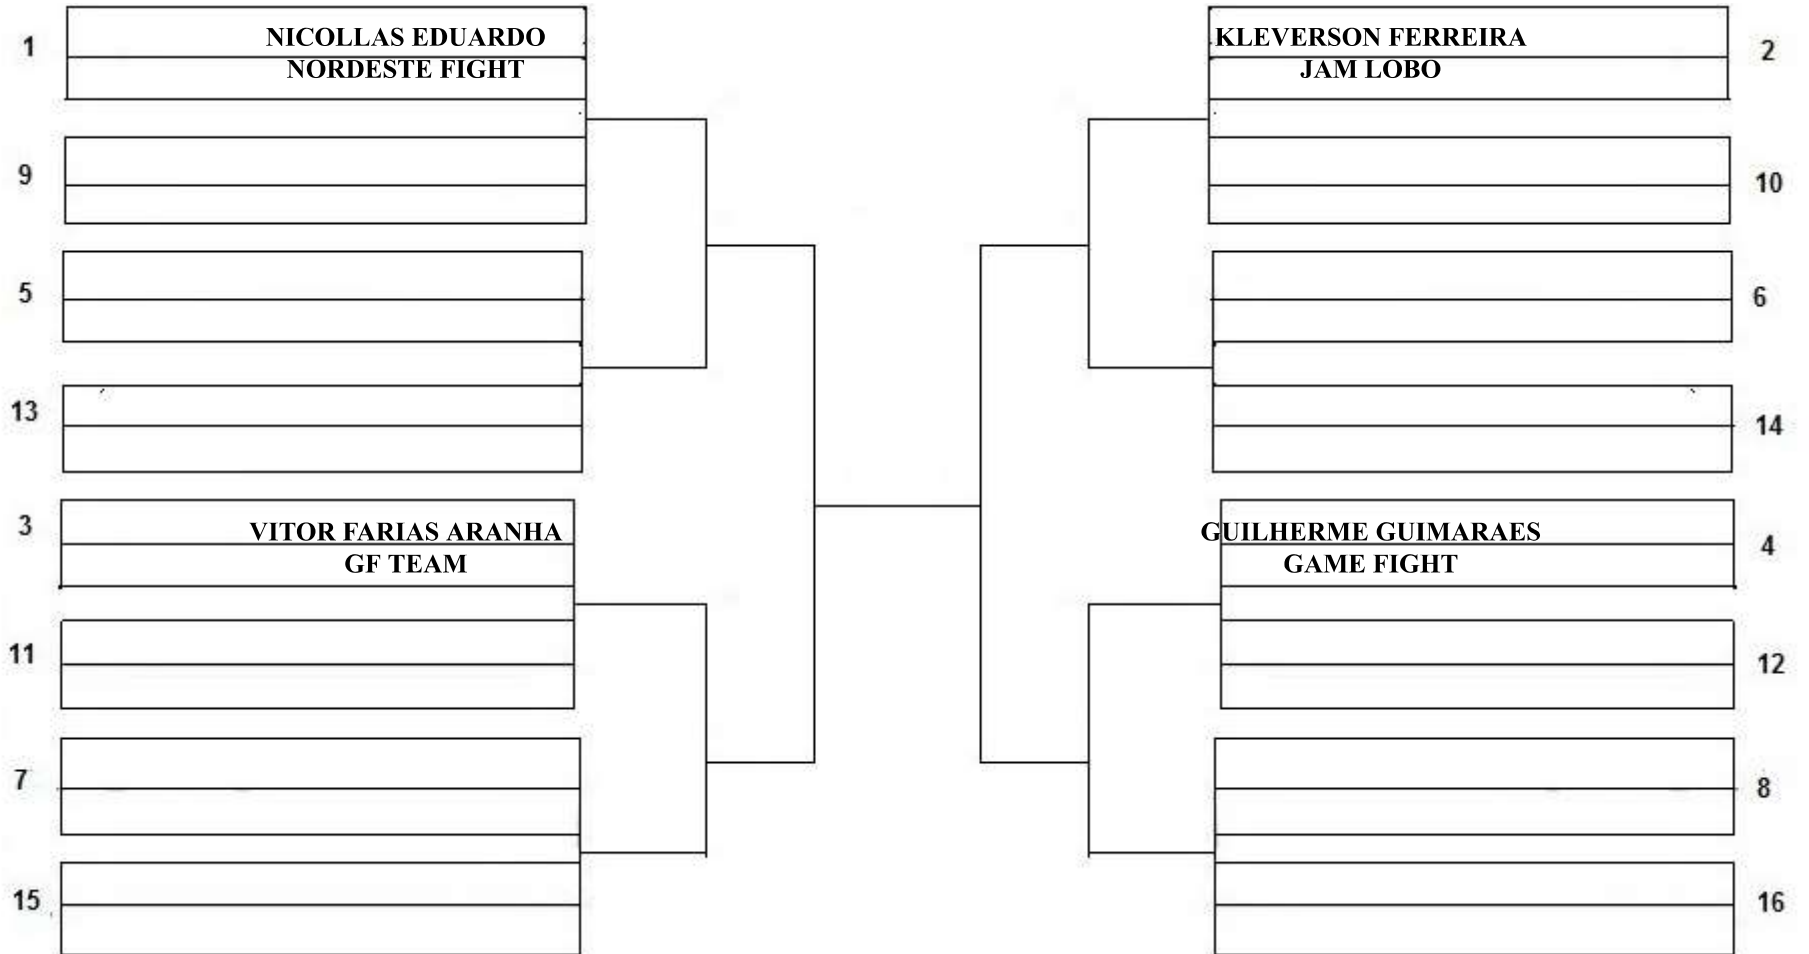 1
NICOLLAS EDUARDO
NORDESTE FIGHT
9
5
13
3
VITOR FARIAS ARANHA
GF TEAM
11
7
15
KLEVERSON FERREIRA
JAM LOBO
2
10
6
14
GUILHERME GUIMARAES
GAME FIGHT
4
12
8
16